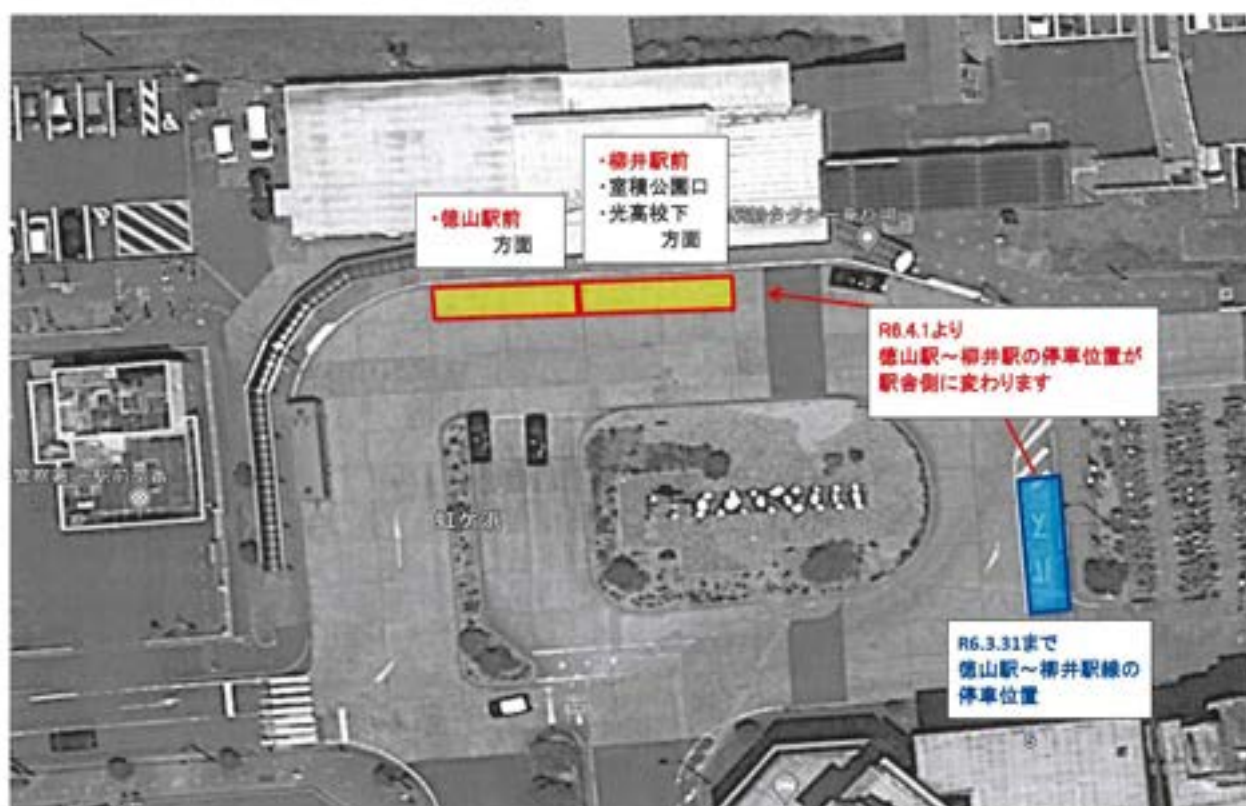 ・柳井駅前
・室積公園口
・光高校下
方面
・徳山駅前
方面
R6.4.1より
徳山駅～柳井駅の停車位置が
駅舎側に変わります
虹ケ浜
R6.3.31まで
徳山駅～柳井駅線の
停車位置